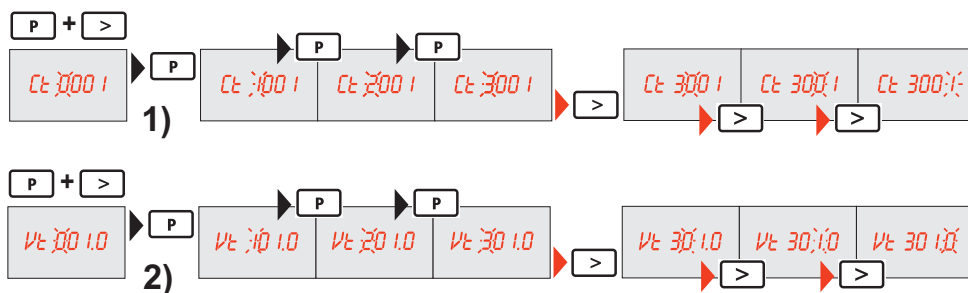 P + >
Ct 0001 P Ct 1001 P Ct 2001 P Ct 3001 > Ct 3001 > Ct 3001 > Ct 3001
1)
P + >
Vt 001.0 P Vt 101.0 P Vt 201.0 P Vt 301.0 > Vt 301.0 > Vt 301.0 > Vt 301.0
2)